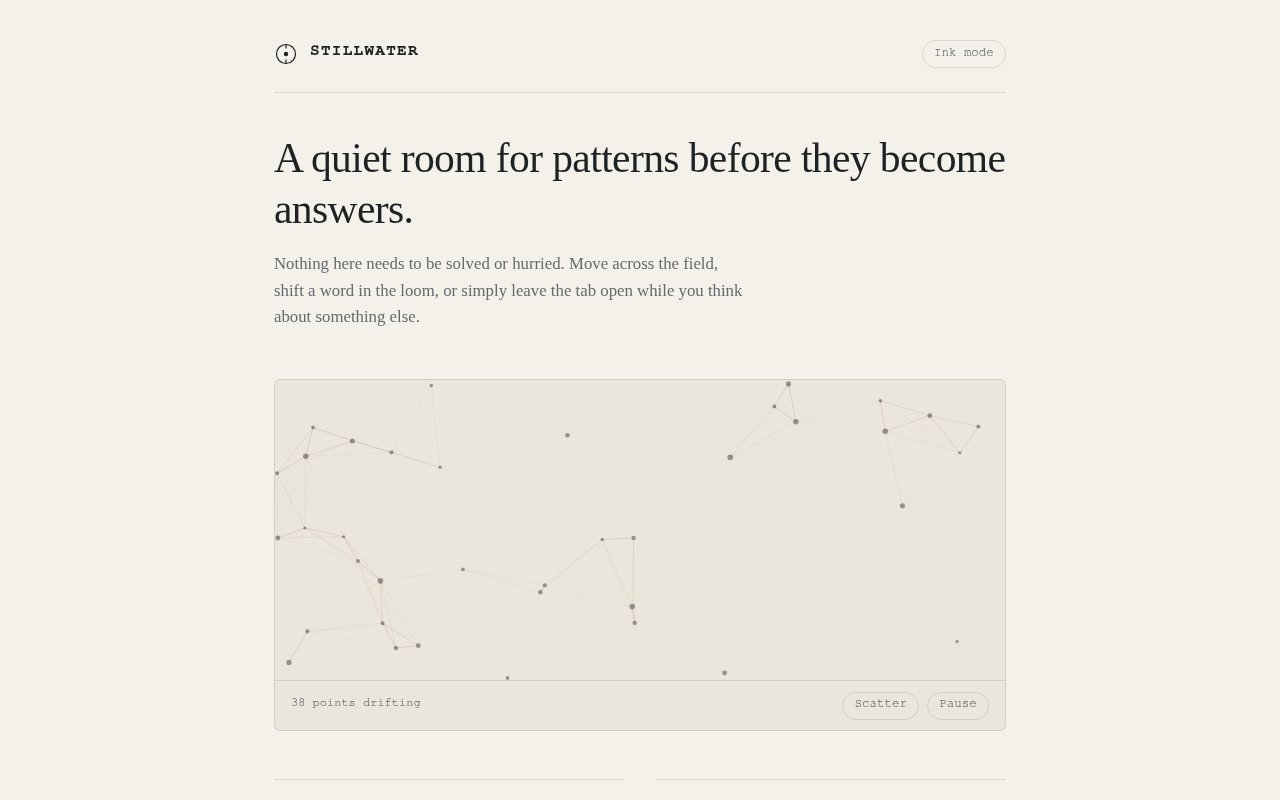 STILLWATER
Ink mode
A quiet room for patterns before they become
answers.
Nothing here needs to be solved or hurried. Move across the field,
shift a word in the loom, or simply leave the tab open while you think
about something else.
38 points drifting
Scatter
Pause